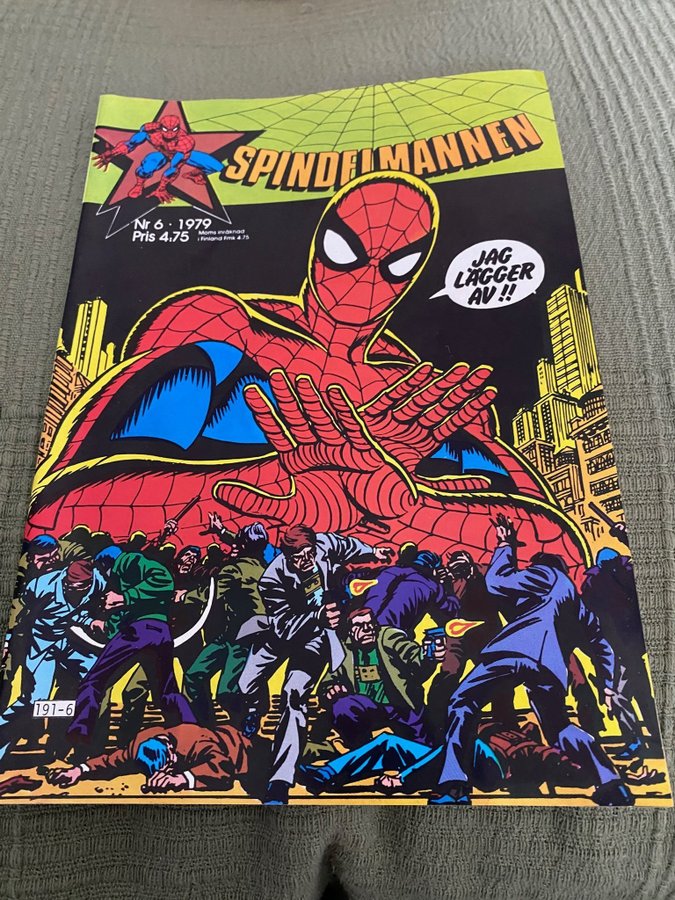 SPINDELMANNEN
Nr 6 · 1979
Pris 4,75
Moms inräknad
i Finland Fmk 4.75
JAG
LÄGGER
AV!!
191-6